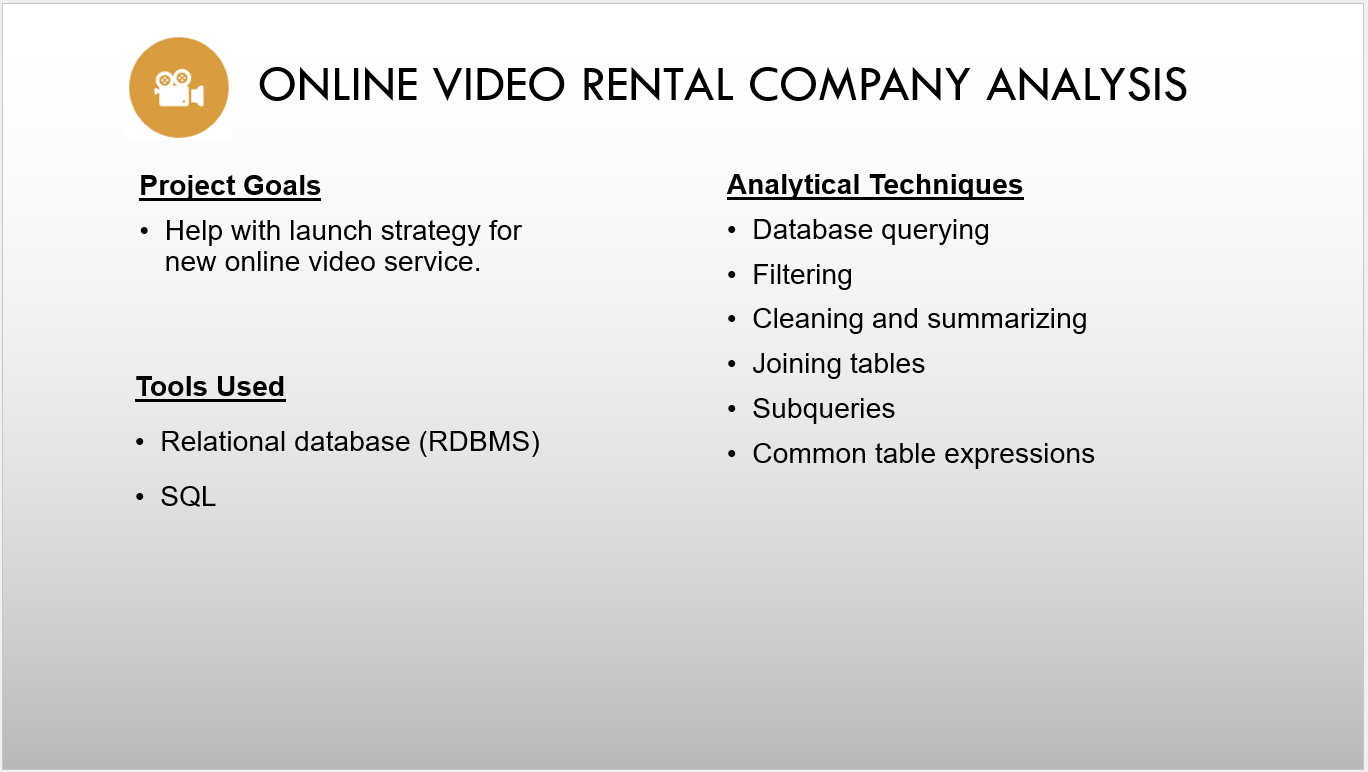 ONLINE VIDEO RENTAL COMPANY ANALYSIS
Project Goals
• Help with launch strategy for
new online video service.
Tools Used
• Relational database (RDBMS)
• SQL
Analytical Techniques
• Database querying
• Filtering
• Cleaning and summarizing
• Joining tables
• Subqueries
• Common table expressions